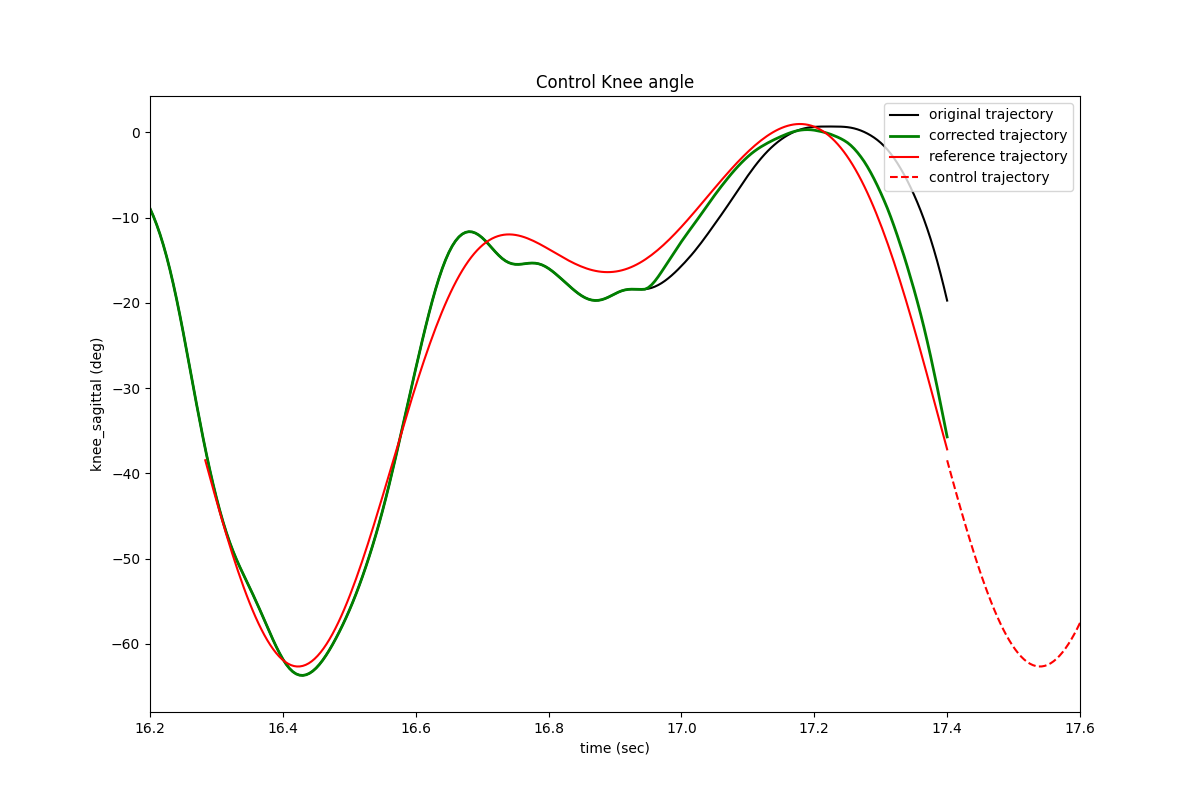 Control Knee angle
original trajectory
corrected trajectory
reference trajectory
control trajectory
knee_sagittal (deg)
0
−10
−20
−30
−40
−50
−60
16.2 16.4 16.6 16.8 17.0 17.2 17.4 17.6
time (sec)